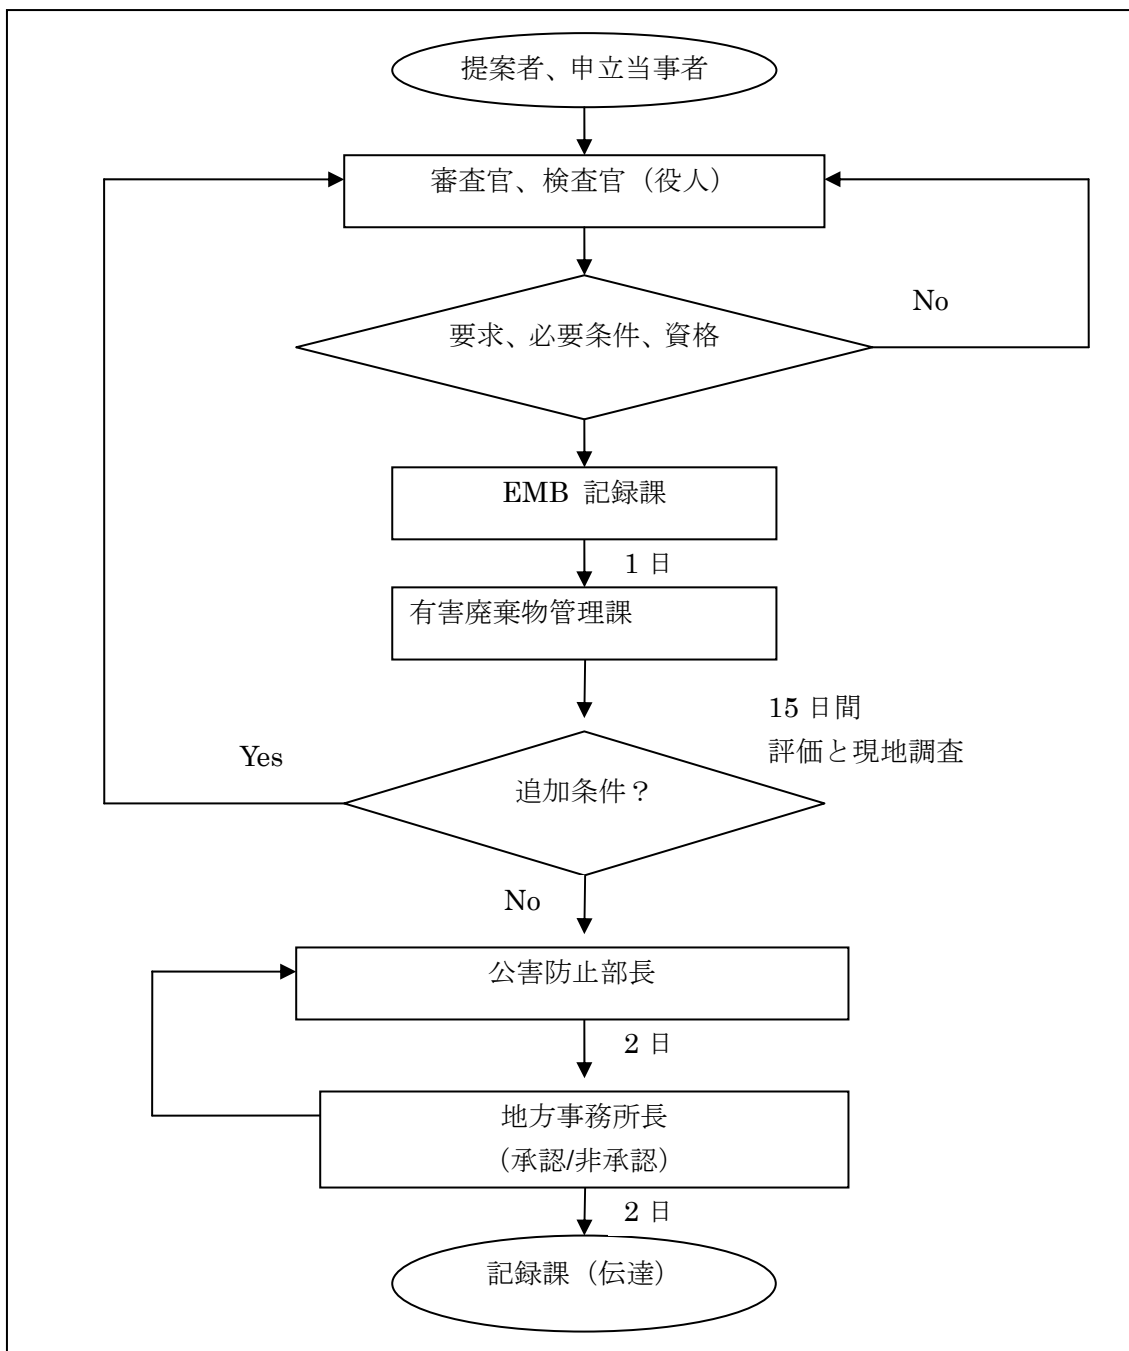 提案者、申立当事者
審査官、検査官（役人）
No
要求、必要条件、資格
EMB 記録課
1 日
有害廃棄物管理課
15 日間
評価と現地調査
Yes
追加条件？
No
公害防止部長
2 日
地方事務所長
（承認/非承認）
2 日
記録課（伝達）